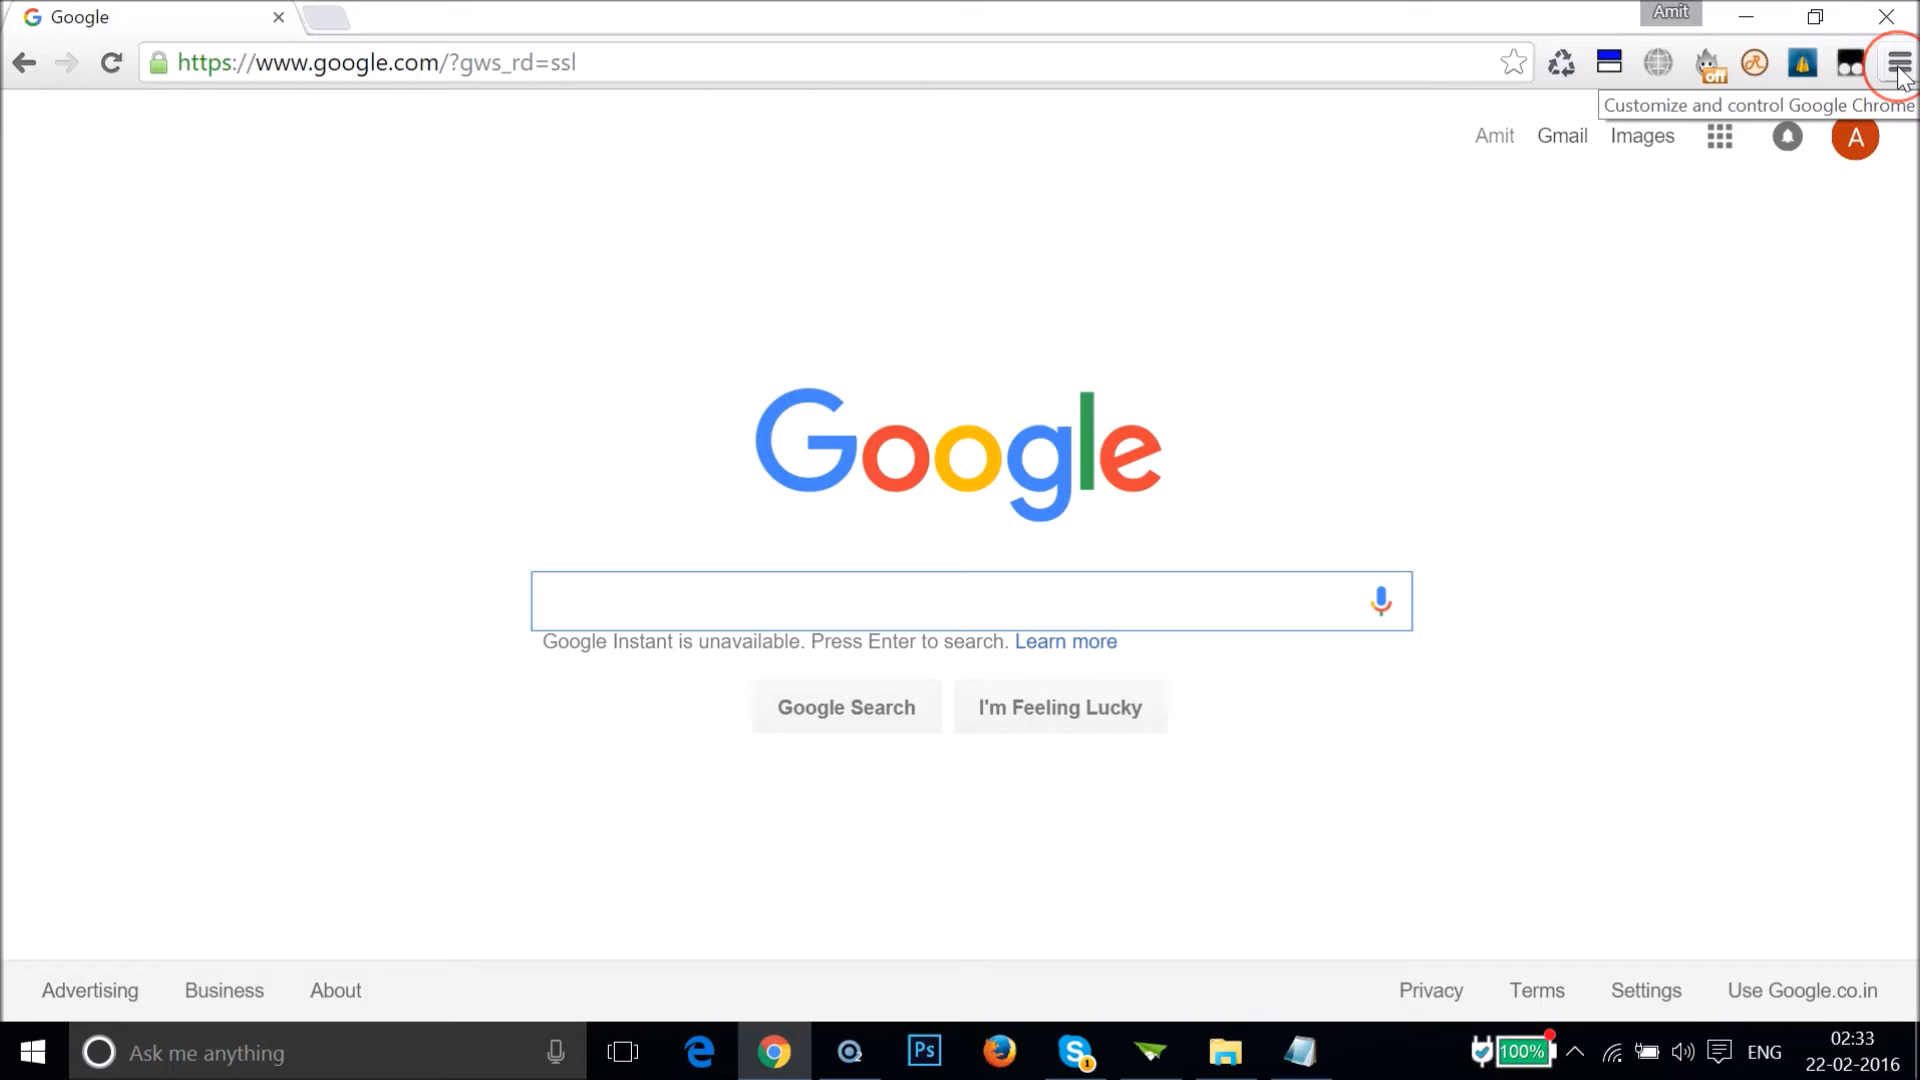 Google
Amit
https://www.google.com/?gws_rd=ssl
off
Customize and control Google Chrome
Amit Gmail Images A
Google
Google Instant is unavailable. Press Enter to search. Learn more
Google Search I'm Feeling Lucky
Advertising Business About Privacy Terms Settings Use Google.co.in
Ask me anything Ps 1 100% ENG 02:33
22-02-2016